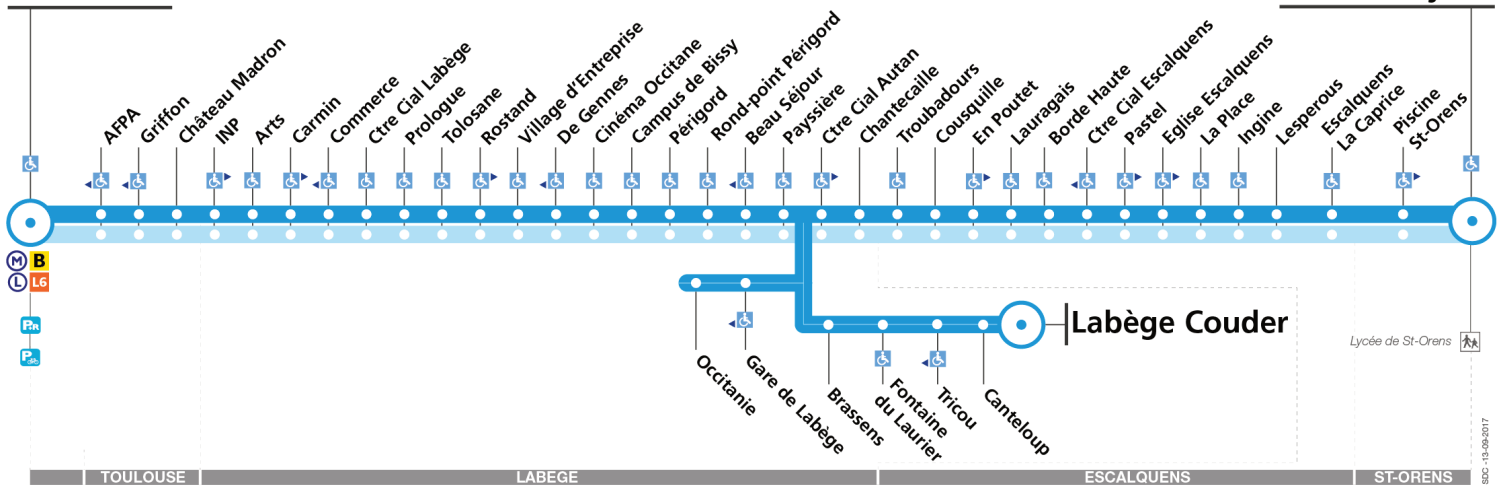 AFPA
Griffon
Château Madron
INP
Arts
Carmin
Commerce
Ctre Cial Labège
Prologue
Tolosane
Rostand
Village d'Entreprise
De Gennes
Cinéma Occitane
Campus de Bissy
Périgord
Rond-point Périgord
Beau Séjour
Payssière
Ctre Cial Autan
Chantecaille
Troubadours
Cousquille
En Poutet
Lauragais
Borde Haute
Ctre Cial Escalquens
Pastel
Eglise Escalquens
La Place
Ingine
Lesperous
Escalquens
La Caprice
Piscine
St-Orens
M B
L L6
P+R
P
Labège Couder
Lycée de St-Orens
Occitanie
Gare de Labège
Brassens
Fontaine
du Laurier
Tricou
Canteloup
TOULOUSE
LABEGE
ESCALQUENS
ST-ORENS
SDC -13-09-2017